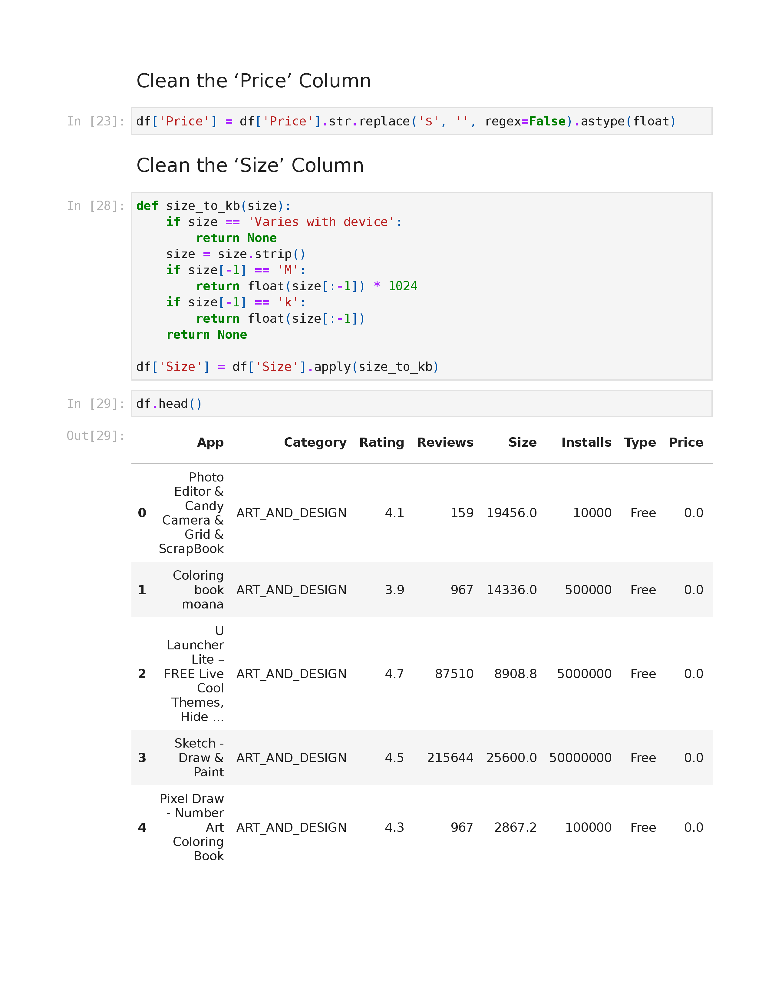 Clean the ‘Price’ Column
In [23]: df['Price'] = df['Price'].str.replace('$', '', regex=False).astype(float)
Clean the ‘Size’ Column
In [28]: def size_to_kb(size):
    if size == 'Varies with device':
        return None
    size = size.strip()
    if size[-1] == 'M':
        return float(size[:-1]) * 1024
    if size[-1] == 'k':
        return float(size[:-1])
    return None
df['Size'] = df['Size'].apply(size_to_kb)
In [29]: df.head()
Out[29]:
App Category Rating Reviews Size Installs Type Price
Photo
Editor &
Candy
0 Camera & ART_AND_DESIGN 4.1 159 19456.0 10000 Free 0.0
Grid &
ScrapBook
Coloring
1 book ART_AND_DESIGN 3.9 967 14336.0 500000 Free 0.0
moana
U
Launcher
Lite –
2 FREE Live ART_AND_DESIGN 4.7 87510 8908.8 5000000 Free 0.0
Cool
Themes,
Hide ...
Sketch -
3 Draw & ART_AND_DESIGN 4.5 215644 25600.0 50000000 Free 0.0
Paint
Pixel Draw
- Number
4 Art ART_AND_DESIGN 4.3 967 2867.2 100000 Free 0.0
Coloring
Book